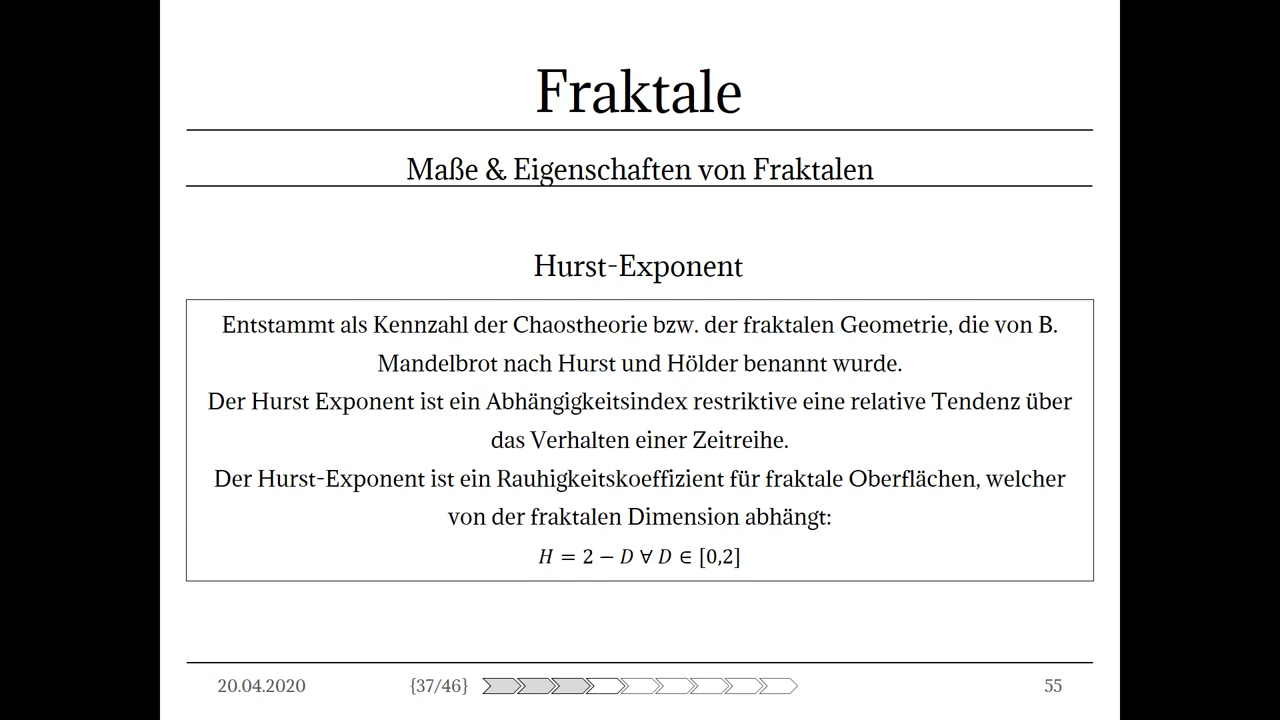 Fraktale
Maße & Eigenschaften von Fraktalen
Hurst-Exponent
Entstammt als Kennzahl der Chaostheorie bzw. der fraktalen Geometrie, die von B.
Mandelbrot nach Hurst und Hölder benannt wurde.
Der Hurst Exponent ist ein Abhängigkeitsindex restriktive eine relative Tendenz über
das Verhalten einer Zeitreihe.
Der Hurst-Exponent ist ein Rauhigkeitskoeffizient für fraktale Oberflächen, welcher
von der fraktalen Dimension abhängt:
H = 2 − D ∀ D ∈ [0,2]
20.04.2020 {37/46} 55